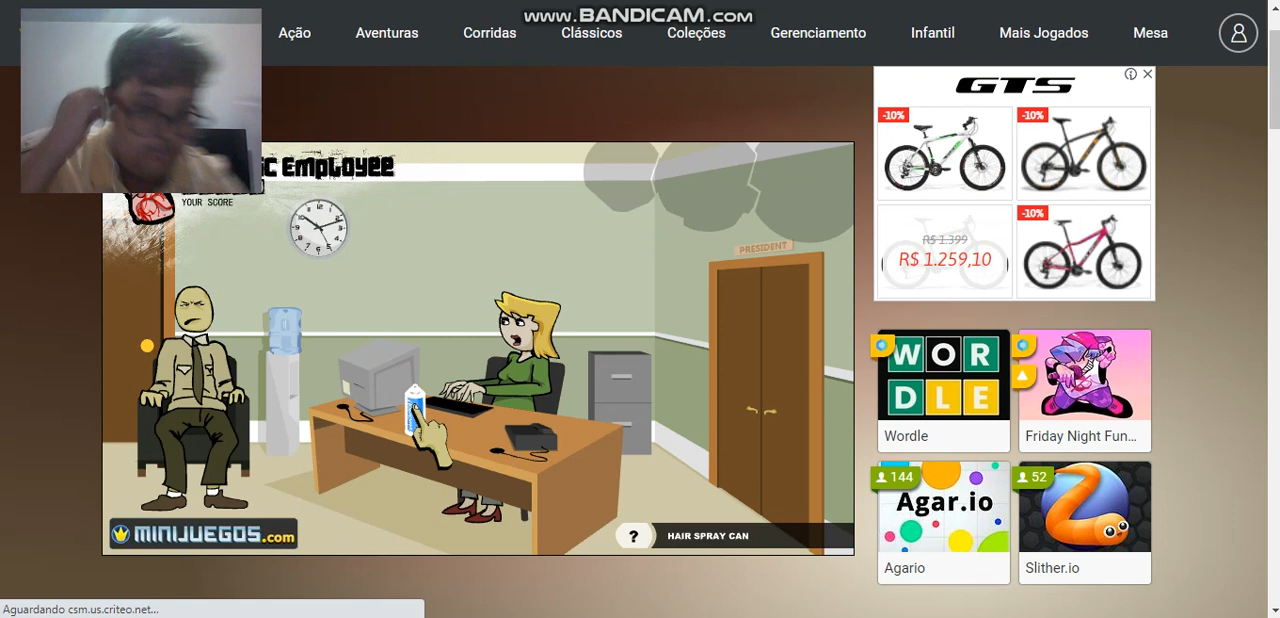 www.BANDICAM.com
Ação Aventuras Corridas Clássicos Coleções Gerenciamento Infantil Mais Jogados Mesa
GTS
-10% -10%
R$ 1.399
R$ 1.259,10
-10%
Employee
YOUR SCORE
PRESIDENT
MINIJUEGOS.com
? HAIR SPRAY CAN
WOR
DLE
Wordle
Friday Night Fun...
144
Agar.io
Agario
52
Slither.io
Aguardando csm.us.criteo.net...